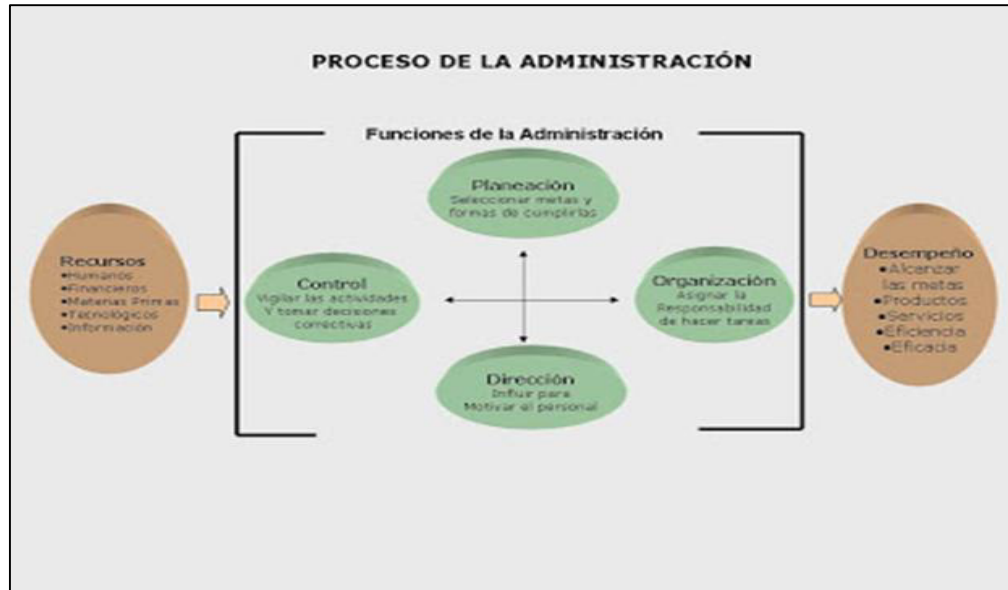 PROCESO DE LA ADMINISTRACIÓN
Funciones de la Administración
Planeación
Seleccionar metas y
formas de cumplirlas
Recursos
•Humanos
•Financieros
•Materias Primas
•Tecnológicos
•Información
Control
Vigilar las actividades
Y tomar decisiones
correctivas
Organización
Asignar la
Responsabilidad
de hacer tareas
Dirección
Influir para
Motivar el personal
Desempeño
•Alcanzar
las metas
•Productos
•Servicios
•Eficiencia
•Eficacia